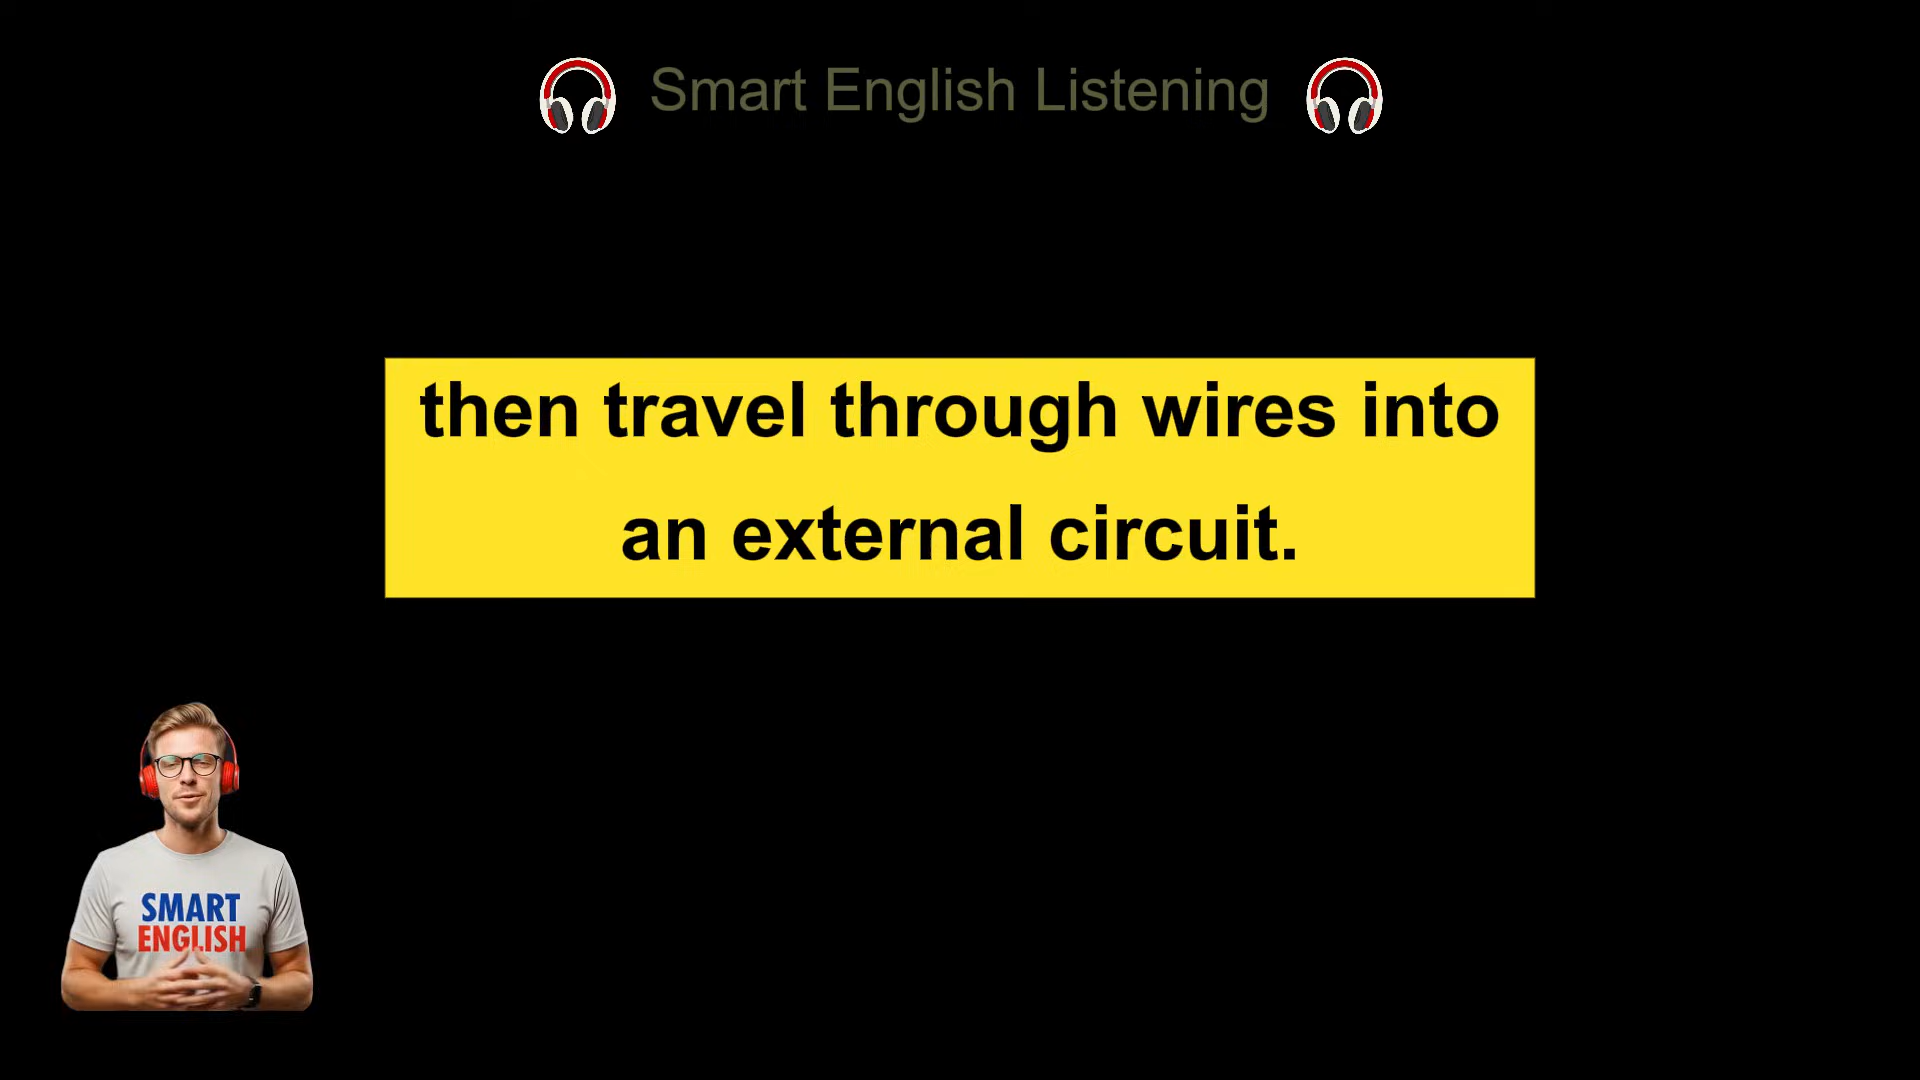 Smart English Listening
then travel through wires into
an external circuit.
SMART
ENGLISH